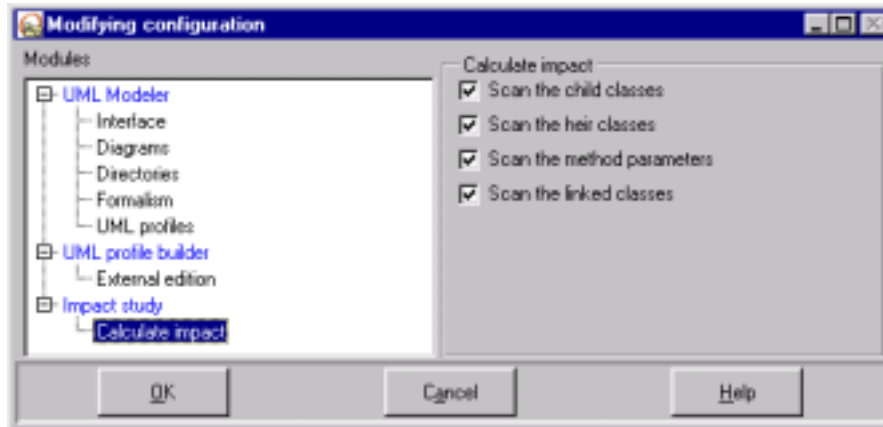 Modifying configuration
Modules
UML Modeler
Interface
Diagrams
Directories
Formalism
UML profiles
UML profile builder
External edition
Impact study
Calculate impact
Calculate impact
Scan the child classes
Scan the heir classes
Scan the method parameters
Scan the linked classes
OK
Cancel
Help